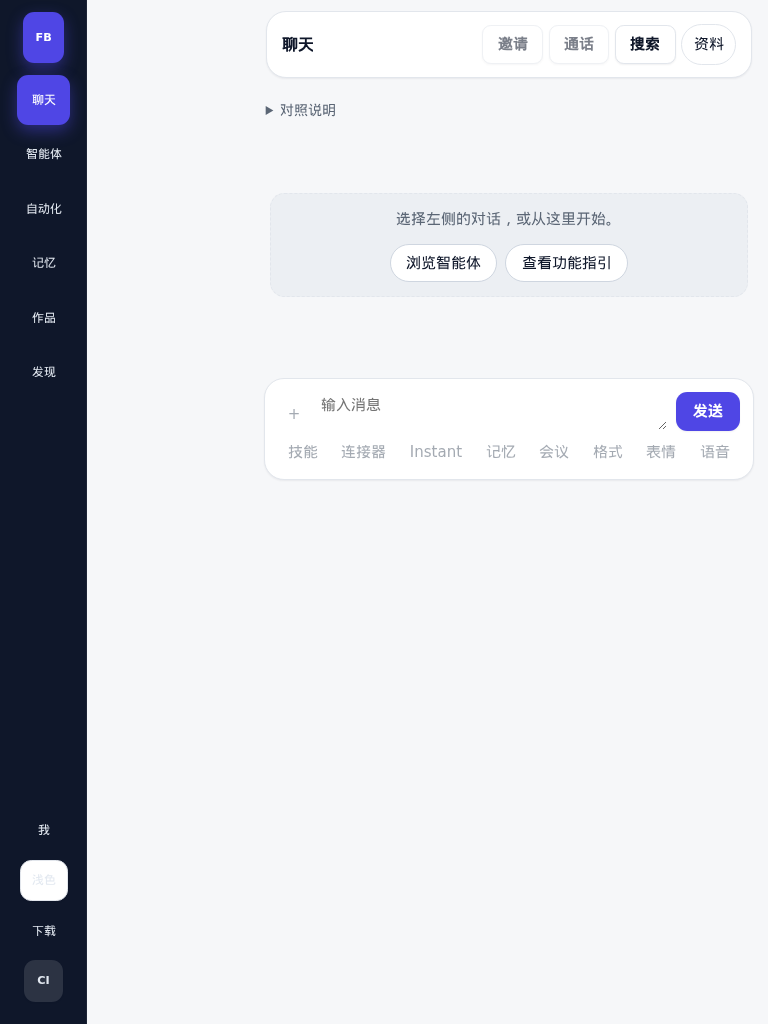 FB
聊天
智能体
自动化
记忆
作品
发现
我
浅色
下载
CI
聊天
邀请
通话
搜索
资料
▶ 对照说明
选择左侧的对话，或从这里开始。
浏览智能体
查看功能指引
+
输入消息
发送
技能
连接器
Instant
记忆
会议
格式
表情
语音